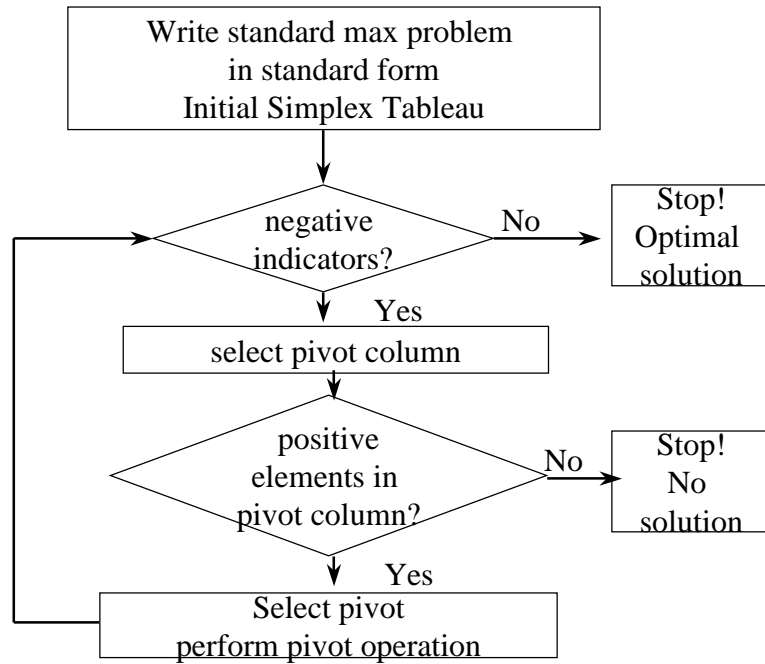 Write standard max problem
in standard form
Initial Simplex Tableau
negative
indicators?
No
Stop!
Optimal
solution
Yes
select pivot column
positive
elements in
pivot column?
No
Stop!
No
solution
Yes
Select pivot
perform pivot operation